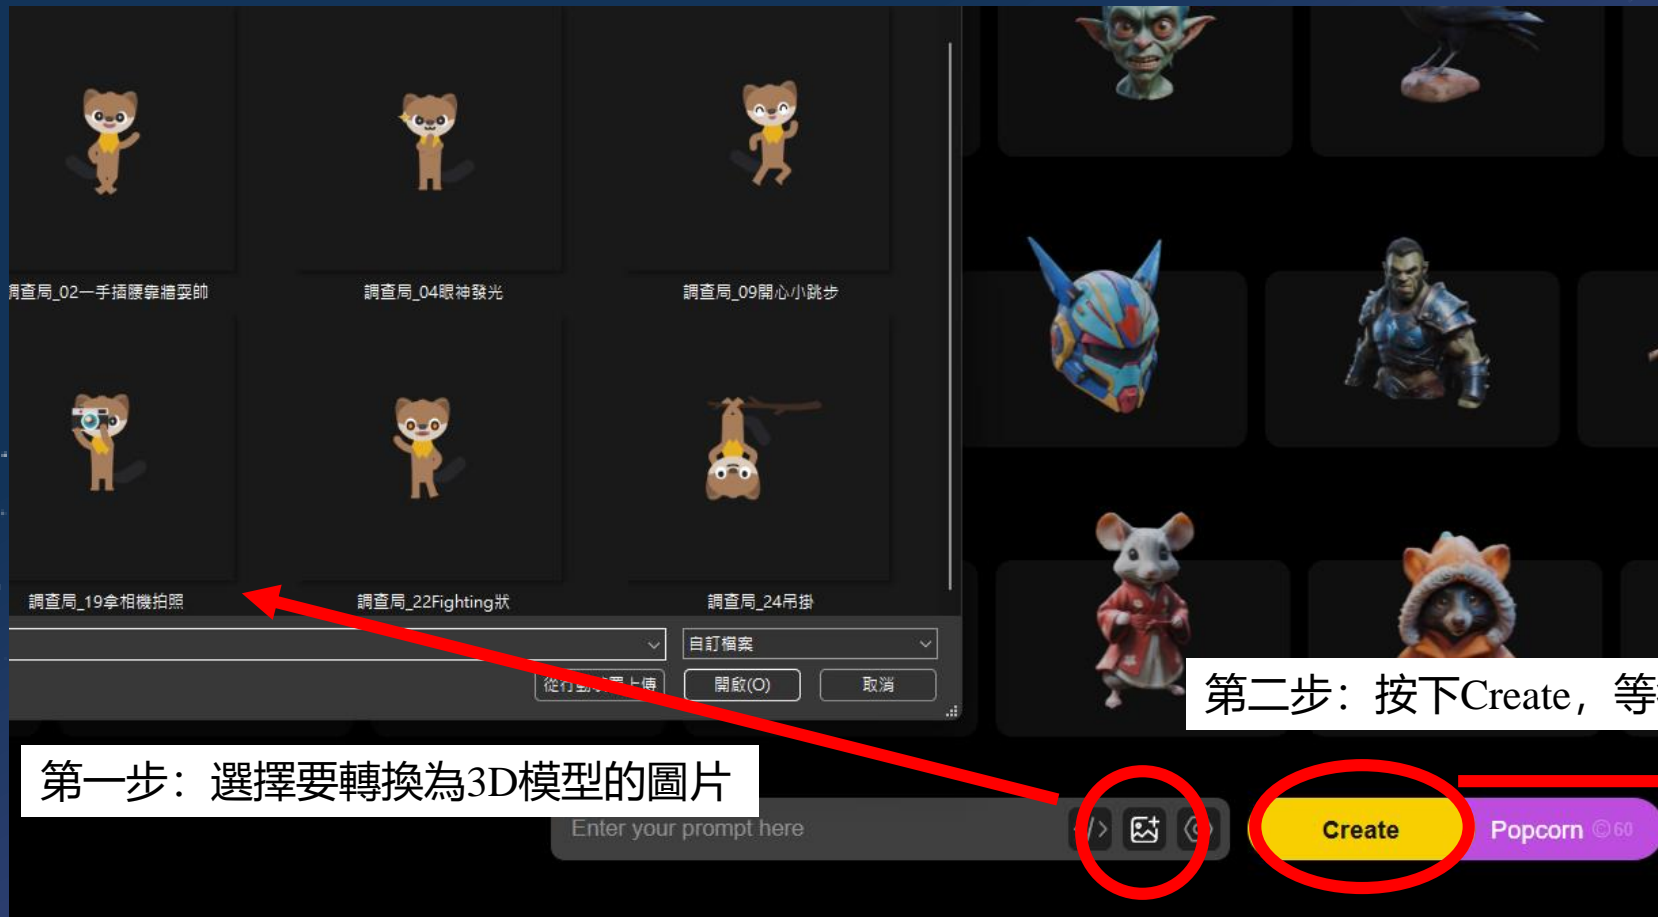 調查局_02一手插腰靠牆耍帥
調查局_04眼神發光
調查局_09開心小跳步
調查局_19拿相機拍照
調查局_22Fighting狀
調查局_24吊掛
自訂檔案
開啟(O)
取消
第二步：按下Create，等
第一步：選擇要轉換為3D模型的圖片
Enter your prompt here
Create
Popcorn ©60